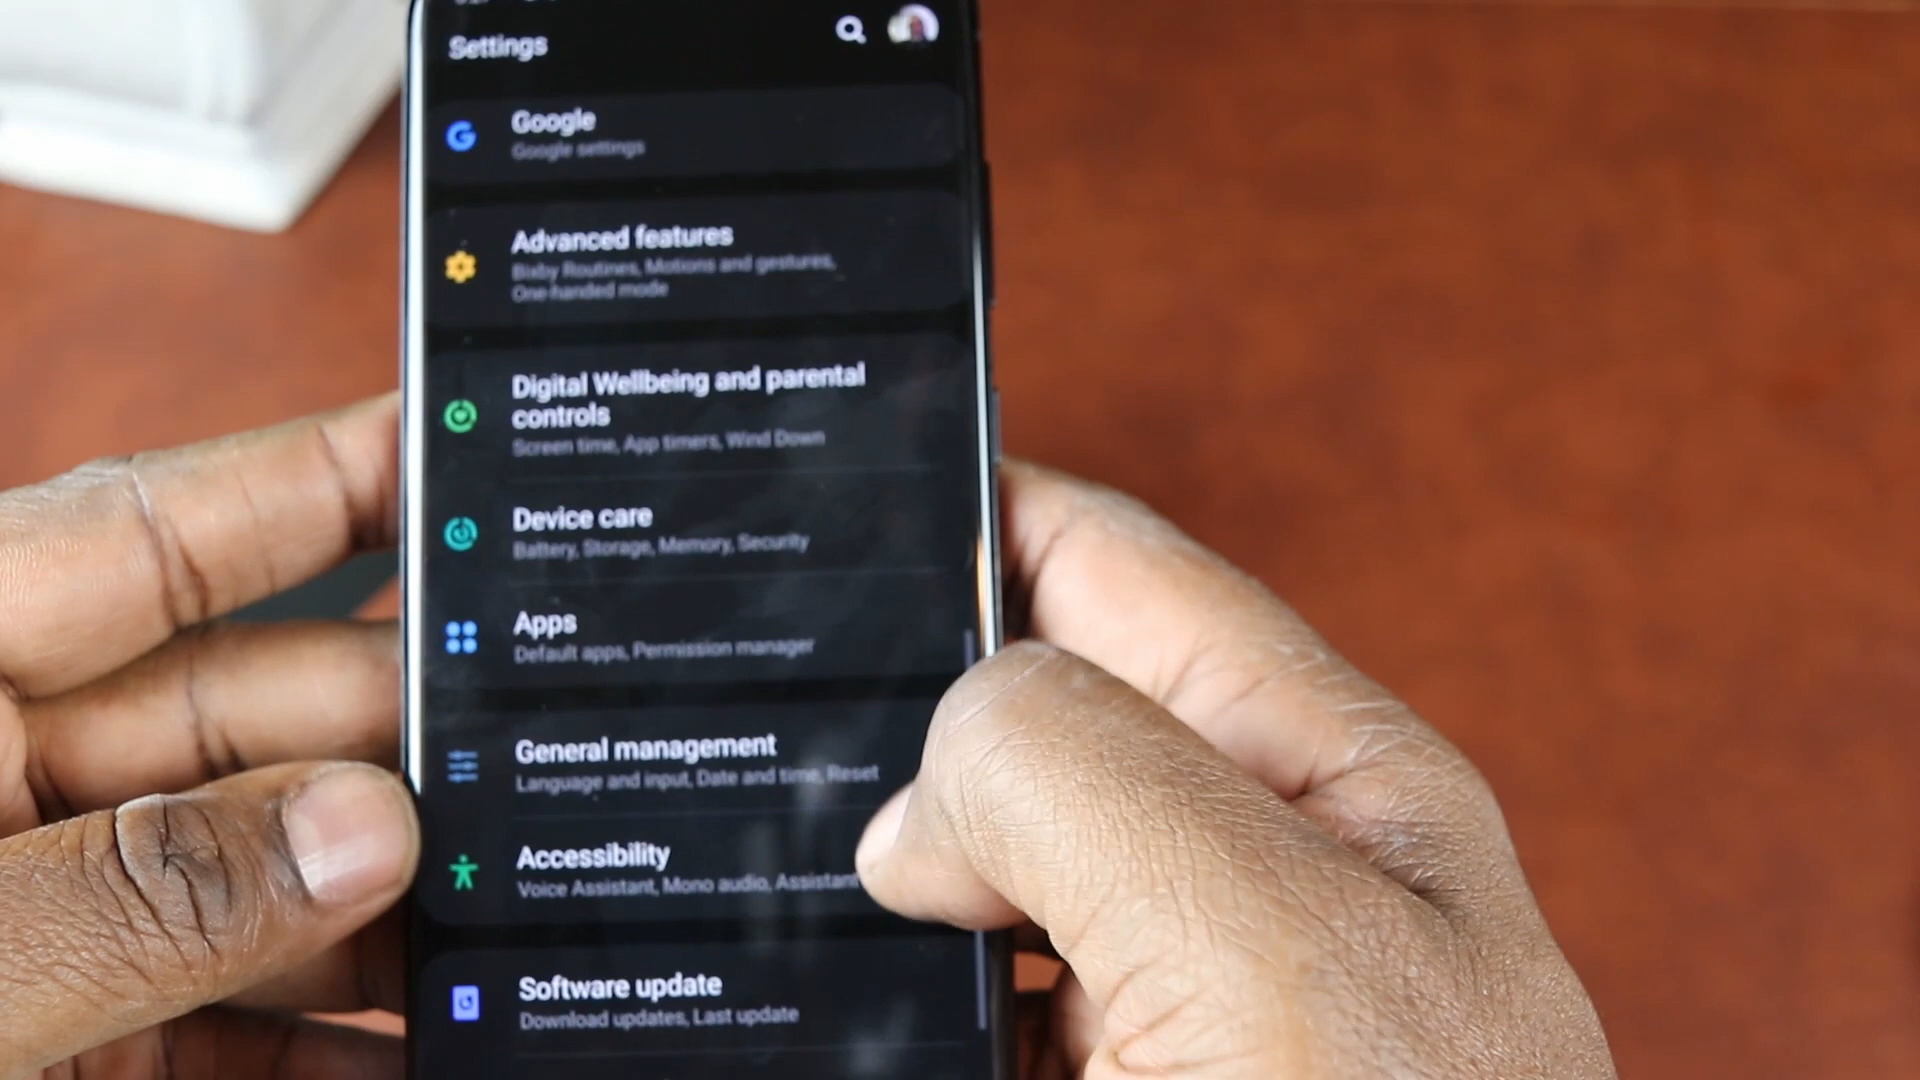 Settings
Google
Google settings
Advanced features
Bixby Routines, Motions and gestures,
One-handed mode
Digital Wellbeing and parental
controls
Screen time, App timers, Wind Down
Device care
Battery, Storage, Memory, Security
Apps
Default apps, Permission manager
General management
Language and input, Date and time, Reset
Accessibility
Voice Assistant, Mono audio, Assistant
Software update
Download updates, Last update